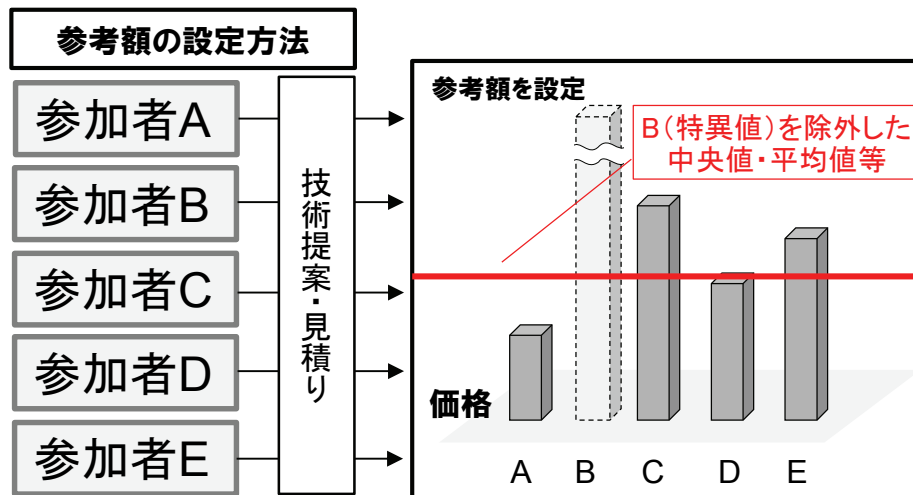 参考額の設定方法
参加者A
参加者B
参加者C
参加者D
参加者E
技術提案・見積り
参考額を設定
B(特異値)を除外した
中央値・平均値等
価格
A B C D E